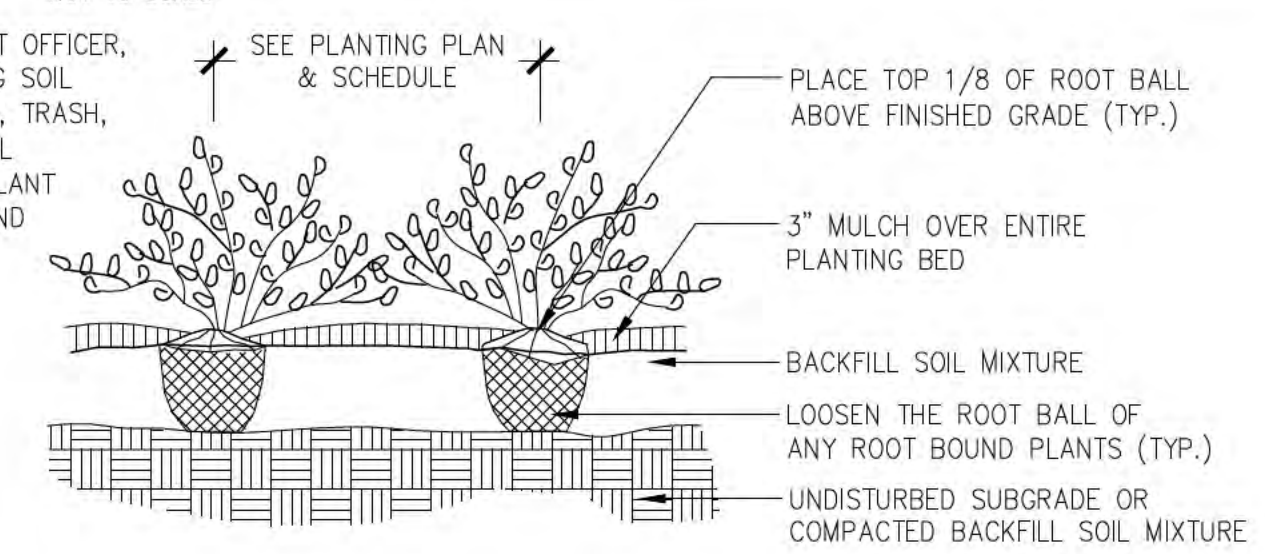 T OFFICER,
G SOIL
, TRASH,
L
LANT
ND
SEE PLANTING PLAN
& SCHEDULE
PLACE TOP 1/8 OF ROOT BALL
ABOVE FINISHED GRADE (TYP.)
3" MULCH OVER ENTIRE
PLANTING BED
BACKFILL SOIL MIXTURE
LOOSEN THE ROOT BALL OF
ANY ROOT BOUND PLANTS (TYP.)
UNDISTURBED SUBGRADE OR
COMPACTED BACKFILL SOIL MIXTURE